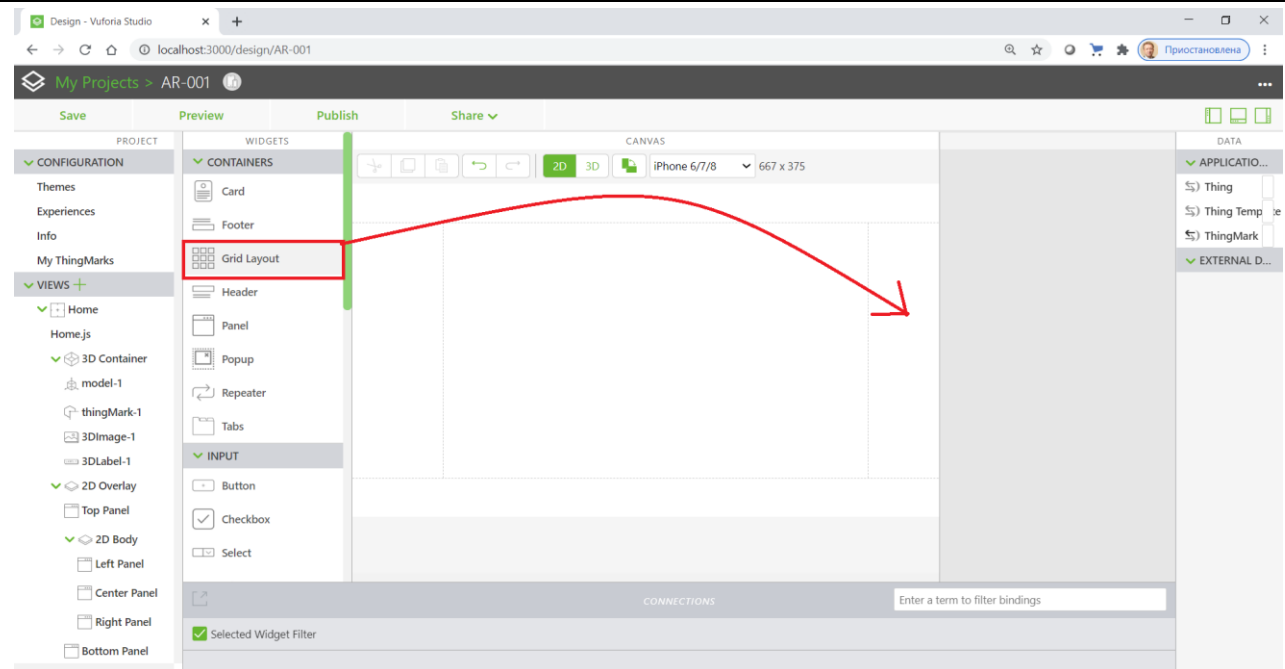 Design - Vuforia Studio
localhost:3000/design/AR-001
Приостановлена
My Projects > AR-001
Save Preview Publish Share
PROJECT
CONFIGURATION
Themes
Experiences
Info
My ThingMarks
VIEWS
Home
Home.js
3D Container
model-1
thingMark-1
3DImage-1
3DLabel-1
2D Overlay
Top Panel
2D Body
Left Panel
Center Panel
Right Panel
Bottom Panel
WIDGETS
CONTAINERS
Card
Footer
Grid Layout
Header
Panel
Popup
Repeater
Tabs
INPUT
Button
Checkbox
Select
CANVAS
2D 3D iPhone 6/7/8 667 x 375
CONNECTIONS
Enter a term to filter bindings
Selected Widget Filter
DATA
APPLICATIO...
Thing
Thing Temp te
ThingMark
EXTERNAL D...